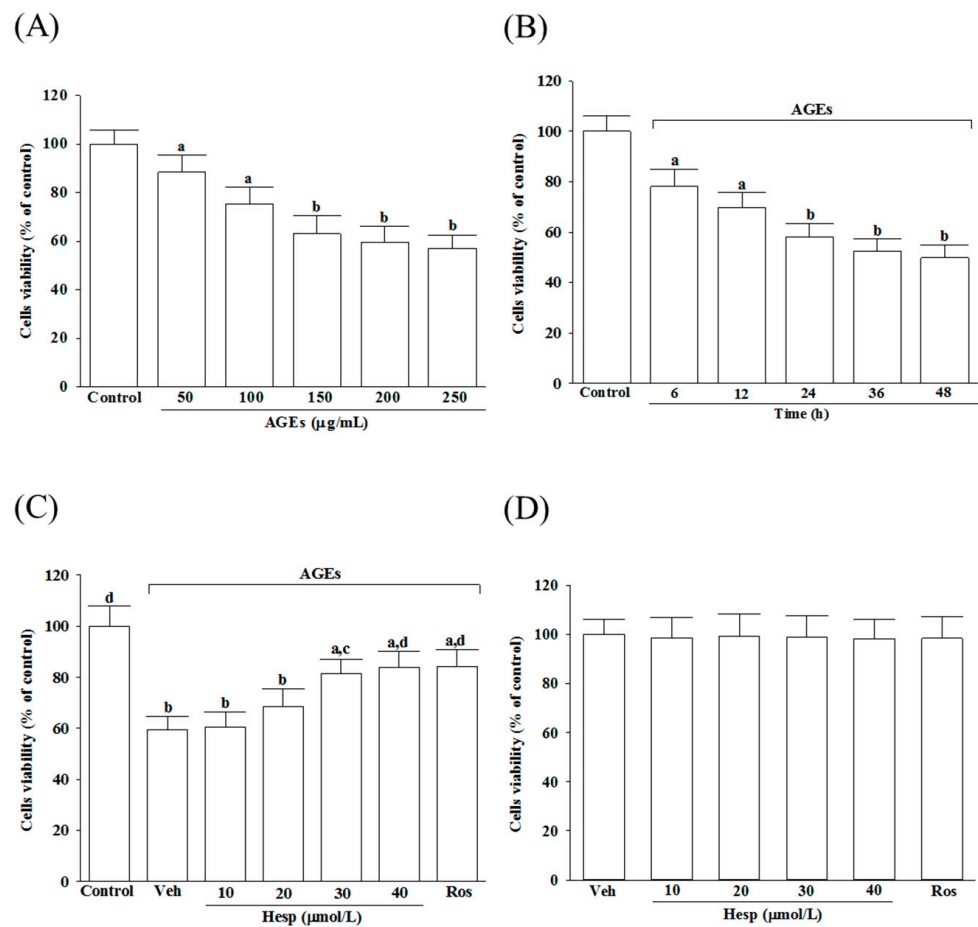 (A)
Cells viability (% of control)
120
100
80
60
40
20
0
a
a
b
b
b
Control 50 100 150 200 250
AGEs (μg/mL)
(B)
Cells viability (% of control)
120
100
80
60
40
20
0
AGEs
a
a
b
b
b
Control 6 12 24 36 48
Time (h)
(C)
Cells viability (% of control)
120
100
80
60
40
20
0
AGEs
d
b
b
b
a,c
a,d
a,d
Control Veh 10 20 30 40 Ros
Hesp (μmol/L)
(D)
Cells viability (% of control)
120
100
80
60
40
20
0
Veh 10 20 30 40 Ros
Hesp (μmol/L)